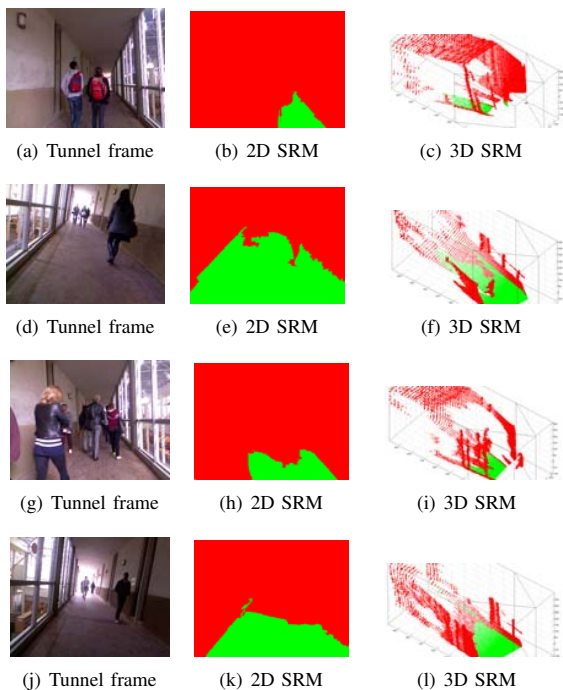 (a) Tunnel frame (b) 2D SRM (c) 3D SRM
(d) Tunnel frame (e) 2D SRM (f) 3D SRM
(g) Tunnel frame (h) 2D SRM (i) 3D SRM
(j) Tunnel frame (k) 2D SRM (l) 3D SRM